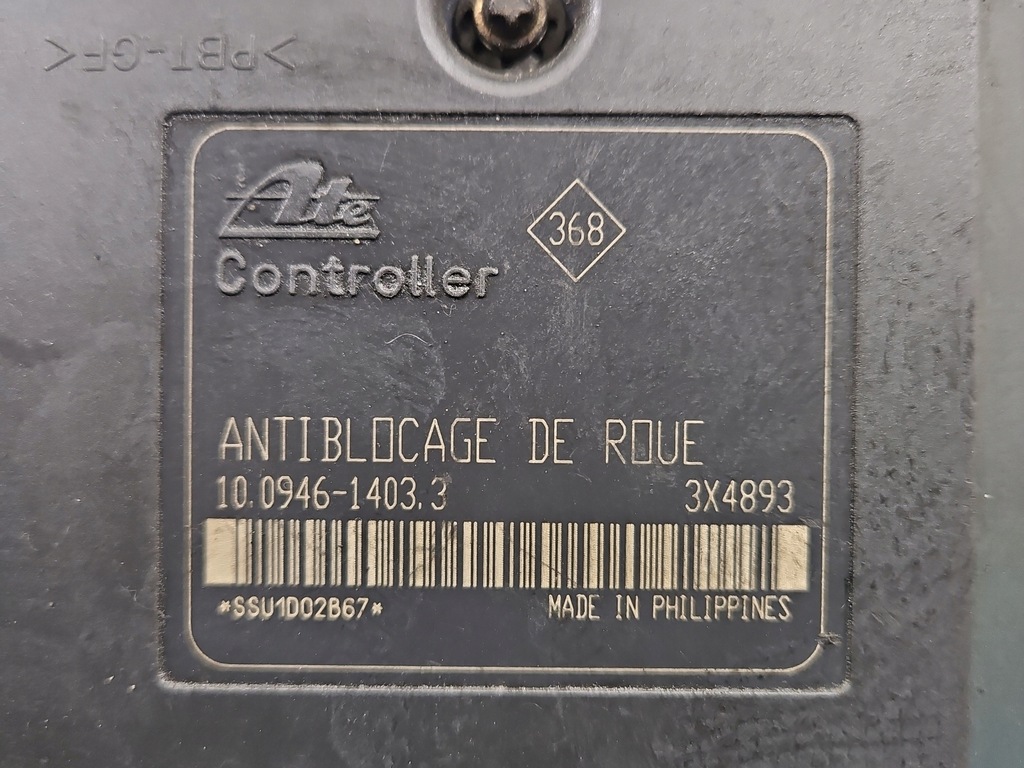 >PBT-GF<
Ate
368
Controller
ANTIBLOCAGE DE ROUE
10.0946-1403.3 3X4893
*SSU1D02B67* MADE IN PHILIPPINES